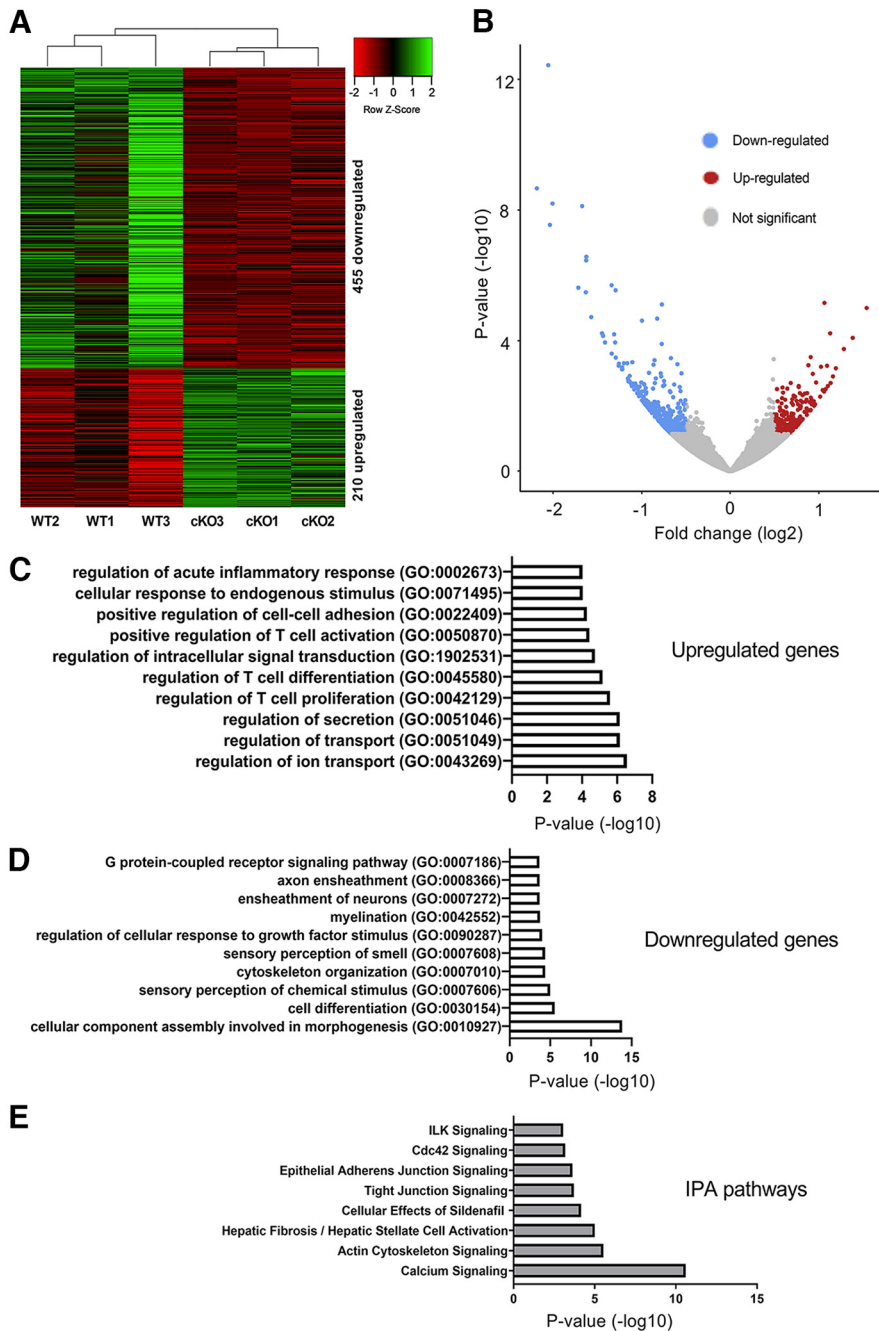 A
-2 -1 0 1 2
Row Z-Score
455 downregulated
210 upregulated
WT2 WT1 WT3 cKO3 cKO1 cKO2
B
12
8
4
0
P-value (-log10)
Down-regulated
Up-regulated
Not significant
-2 -1 0 1
Fold change (log2)
C
regulation of acute inflammatory response (GO:0002673)
cellular response to endogenous stimulus (GO:0071495)
positive regulation of cell-cell adhesion (GO:0022409)
positive regulation of T cell activation (GO:0050870)
regulation of intracellular signal transduction (GO:1902531)
regulation of T cell differentiation (GO:0045580)
regulation of T cell proliferation (GO:0042129)
regulation of secretion (GO:0051046)
regulation of transport (GO:0051049)
regulation of ion transport (GO:0043269)
0 2 4 6 8
P-value (-log10)
Upregulated genes
D
G protein-coupled receptor signaling pathway (GO:0007186)
axon ensheathment (GO:0008366)
ensheathment of neurons (GO:0007272)
myelination (GO:0042552)
regulation of cellular response to growth factor stimulus (GO:0090287)
sensory perception of smell (GO:0007608)
cytoskeleton organization (GO:0007010)
sensory perception of chemical stimulus (GO:0007606)
cell differentiation (GO:0030154)
cellular component assembly involved in morphogenesis (GO:0010927)
0 5 10 15
P-value (-log10)
Downregulated genes
E
ILK Signaling
Cdc42 Signaling
Epithelial Adherens Junction Signaling
Tight Junction Signaling
Cellular Effects of Sildenafil
Hepatic Fibrosis / Hepatic Stellate Cell Activation
Actin Cytoskeleton Signaling
Calcium Signaling
0 5 10 15
P-value (-log10)
IPA pathways